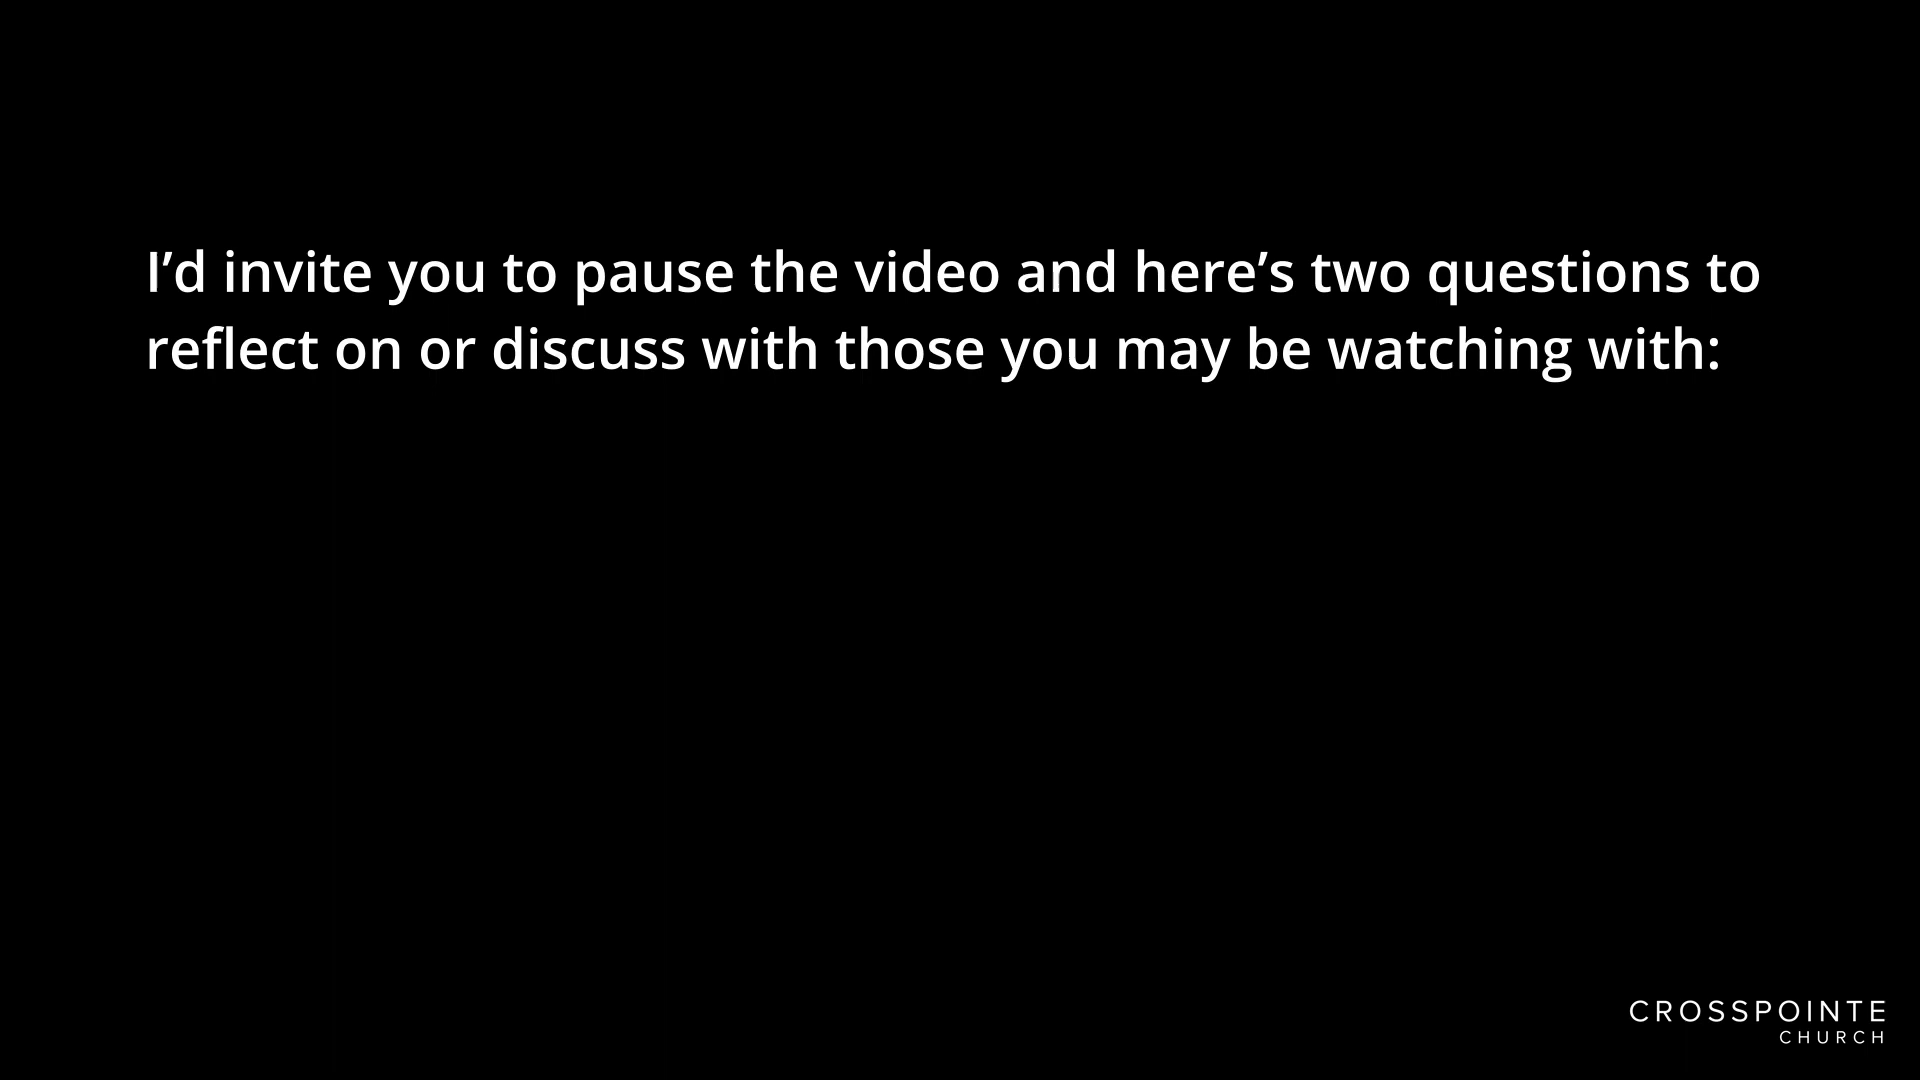 I’d invite you to pause the video and here’s two questions to
reflect on or discuss with those you may be watching with:
CROSSPOINTE
CHURCH